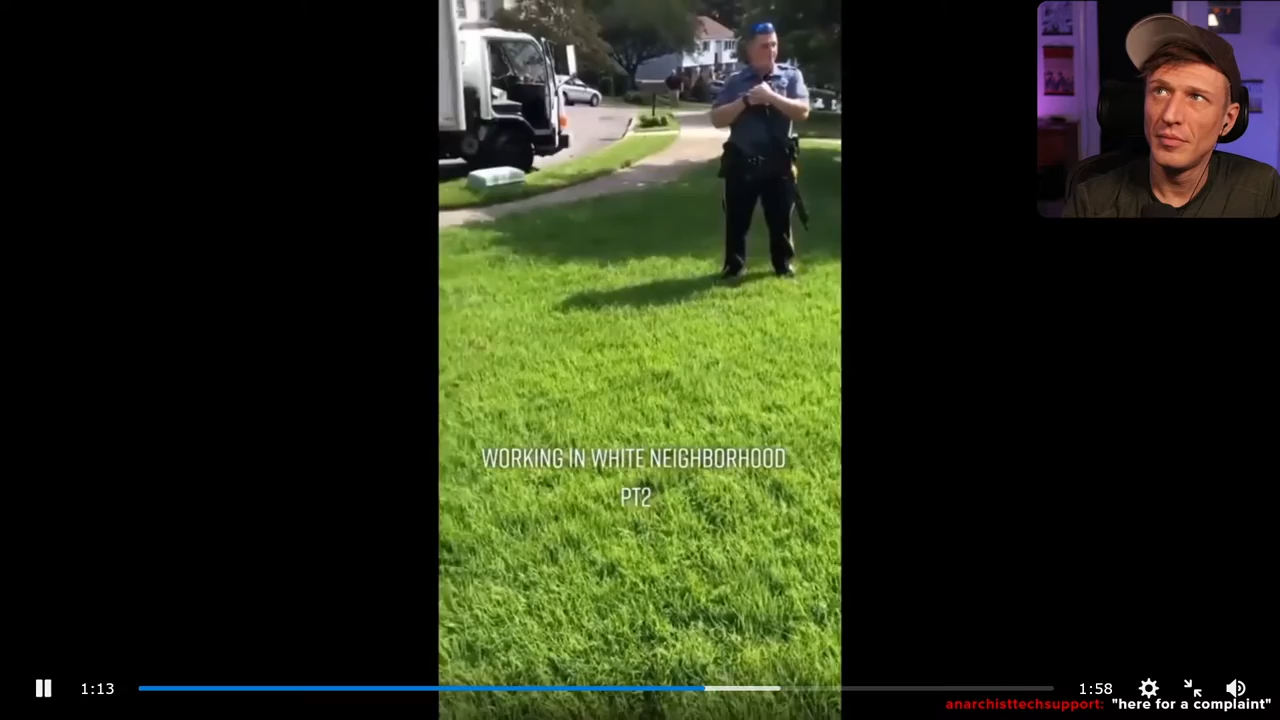 WORKING IN WHITE NEIGHBORHOOD
PT2
1:13
1:58
anarchisttechsupport: "here for a complaint"